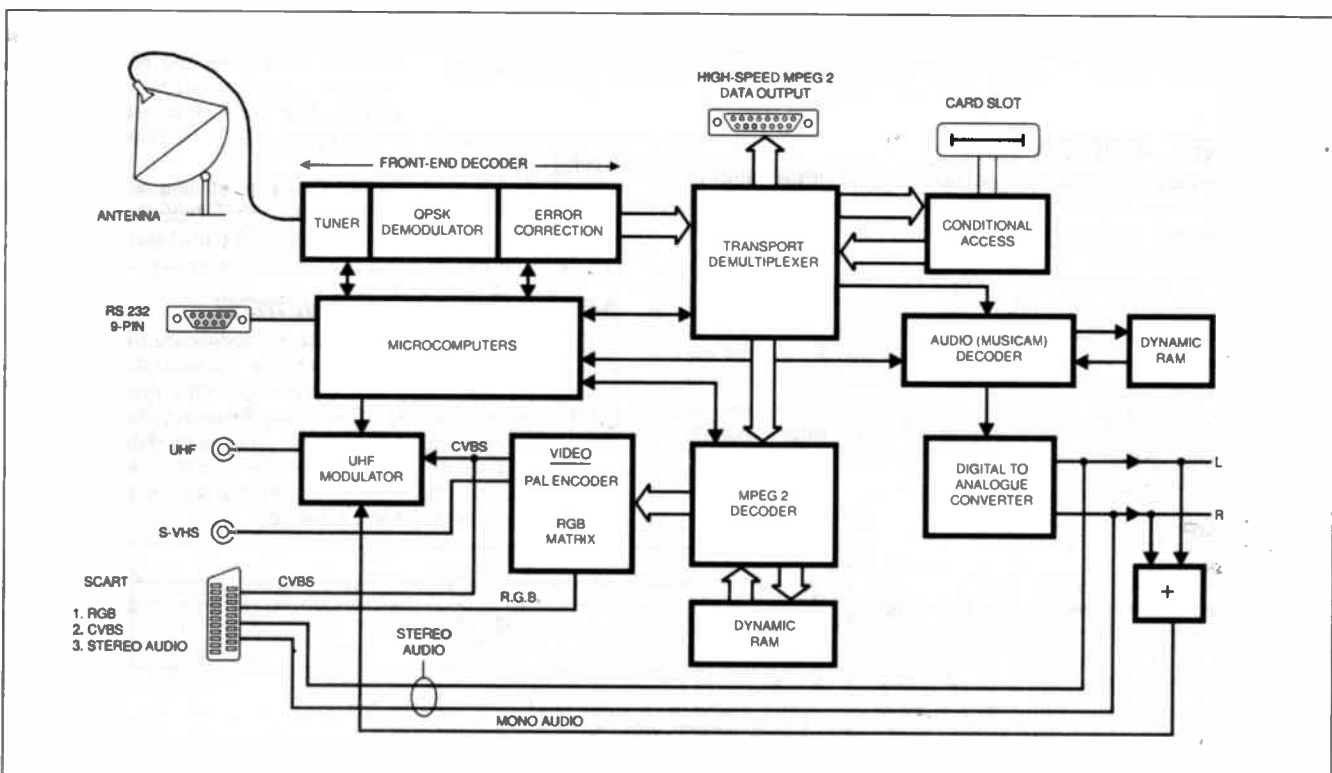 HIGH-SPEED MPEG 2
DATA OUTPUT
CARD SLOT
FRONT-END DECODER
ANTENNA
TUNER
QPSK
DEMODULATOR
ERROR
CORRECTION
TRANSPORT
DEMULTIPLEXER
CONDITIONAL
ACCESS
RS 232
9-PIN
MICROCOMPUTERS
AUDIO (MUSICAM)
DECODER
DYNAMIC
RAM
UHF
UHF
MODULATOR
CVBS
VIDEO
PAL ENCODER
RGB
MATRIX
MPEG 2
DECODER
DIGITAL TO
ANALOGUE
CONVERTER
L
R
S-VHS
SCART
1. RGB
2. CVBS
3. STEREO AUDIO
CVBS
R.G.B.
+
DYNAMIC
RAM
STEREO
AUDIO
MONO AUDIO